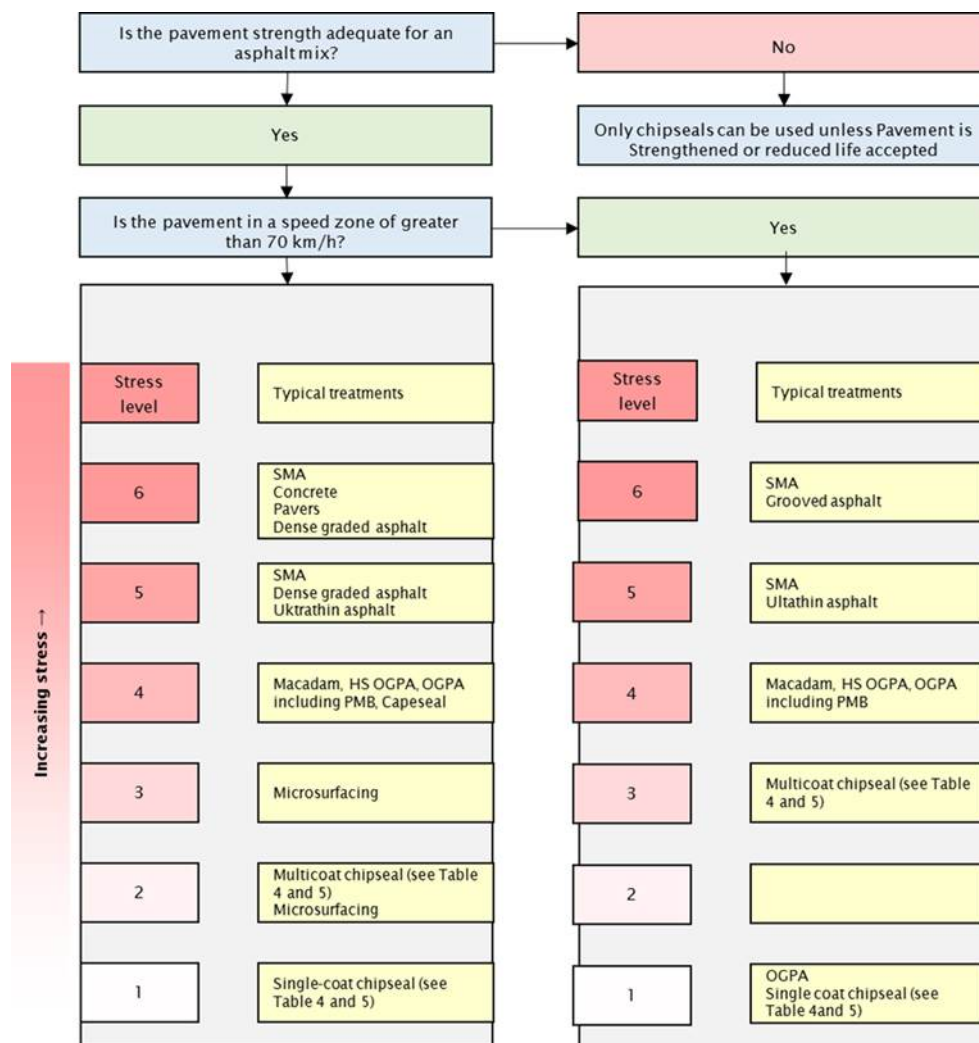 Is the pavement strength adequate for an
asphalt mix?
No
Yes
Only chipseals can be used unless Pavement is
Strengthened or reduced life accepted
Is the pavement in a speed zone of greater
than 70 km/h?
Yes
Increasing stress →
Stress
level
Typical treatments
6
SMA
Concrete
Pavers
Dense graded asphalt
5
SMA
Dense graded asphalt
Uktrathin asphalt
4
Macadam, HS OGPA, OGPA
including PMB, Capeseal
3
Microsurfacing
2
Multicoat chipseal (see Table
4 and 5)
Microsurfacing
1
Single-coat chipseal (see
Table 4 and 5)
Stress
level
Typical treatments
6
SMA
Grooved asphalt
5
SMA
Ultathin asphalt
4
Macadam, HS OGPA, OGPA
including PMB
3
Multicoat chipseal (see Table
4 and 5)
2
1
OGPA
Single coat chipseal (see
Table 4and 5)